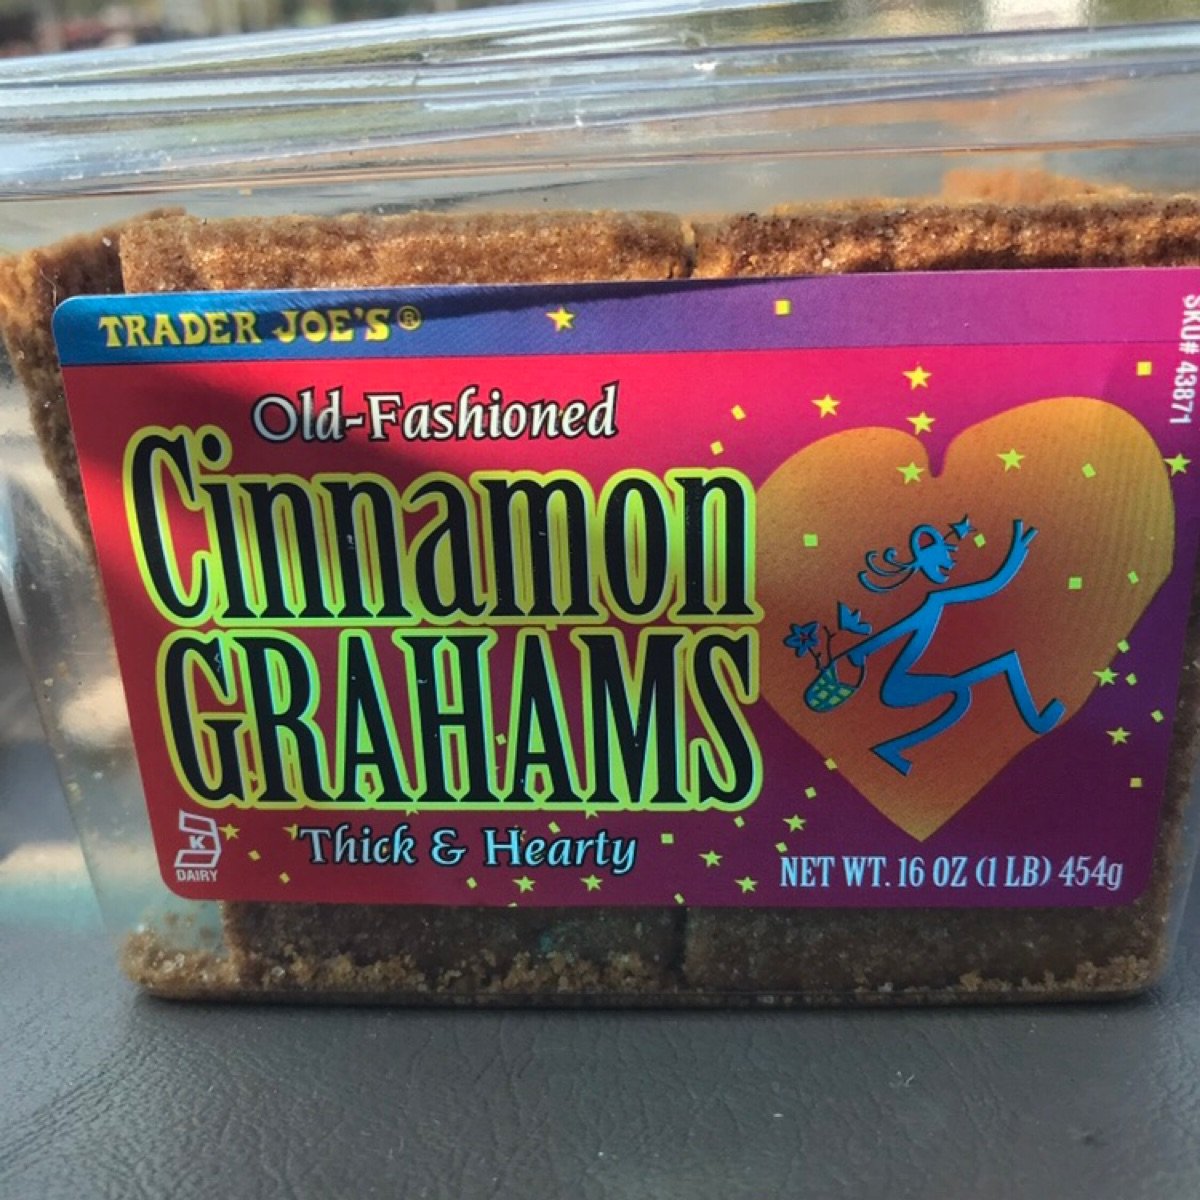 TRADER JOE'S®
Old-Fashioned
Cinnamon
GRAHAMS
Thick & Hearty
K
DAIRY
NET WT. 16 OZ (1 LB) 454g
SKU# 43871